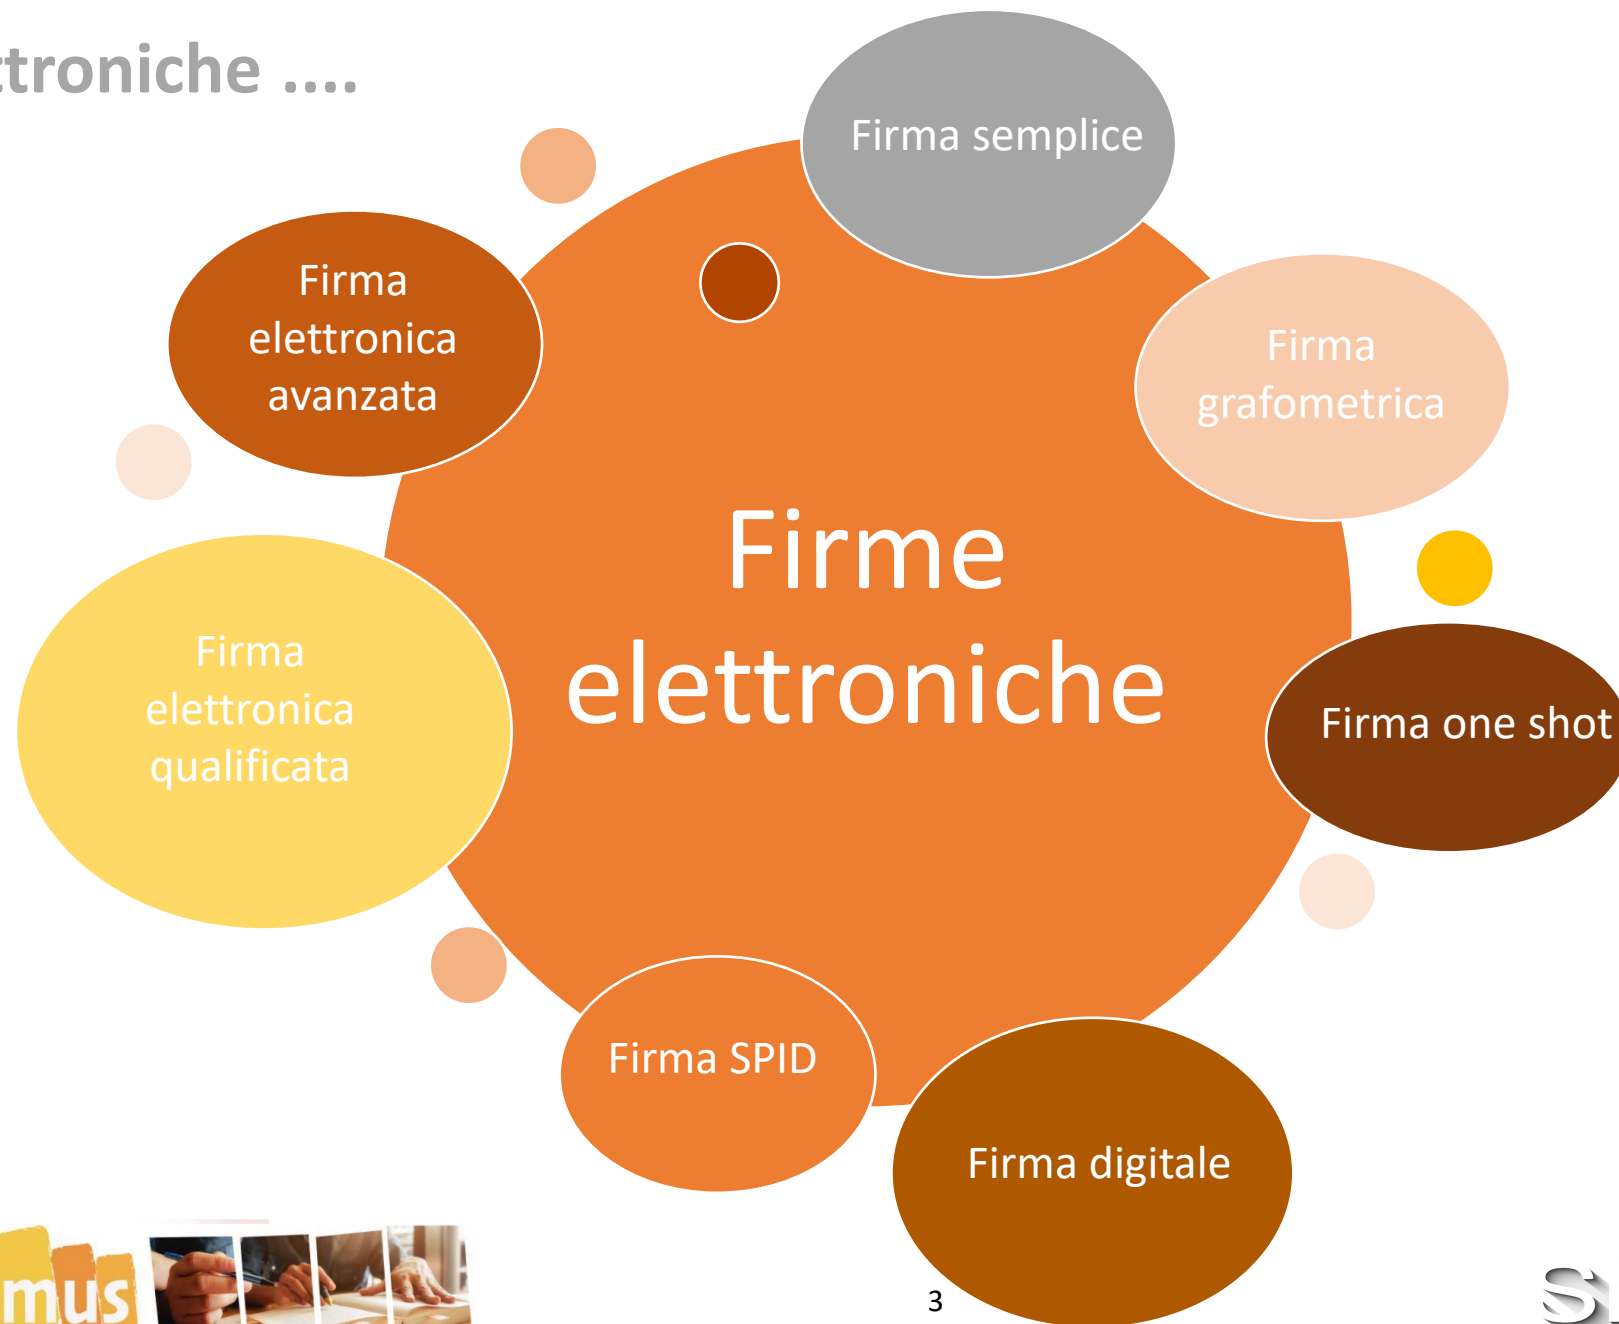 ttroniche ....
Firma semplice
Firma
elettronica
avanzata
Firma
grafometrica
Firme
elettroniche
Firma
elettronica
qualificata
Firma one shot
Firma SPID
Firma digitale
mus
3